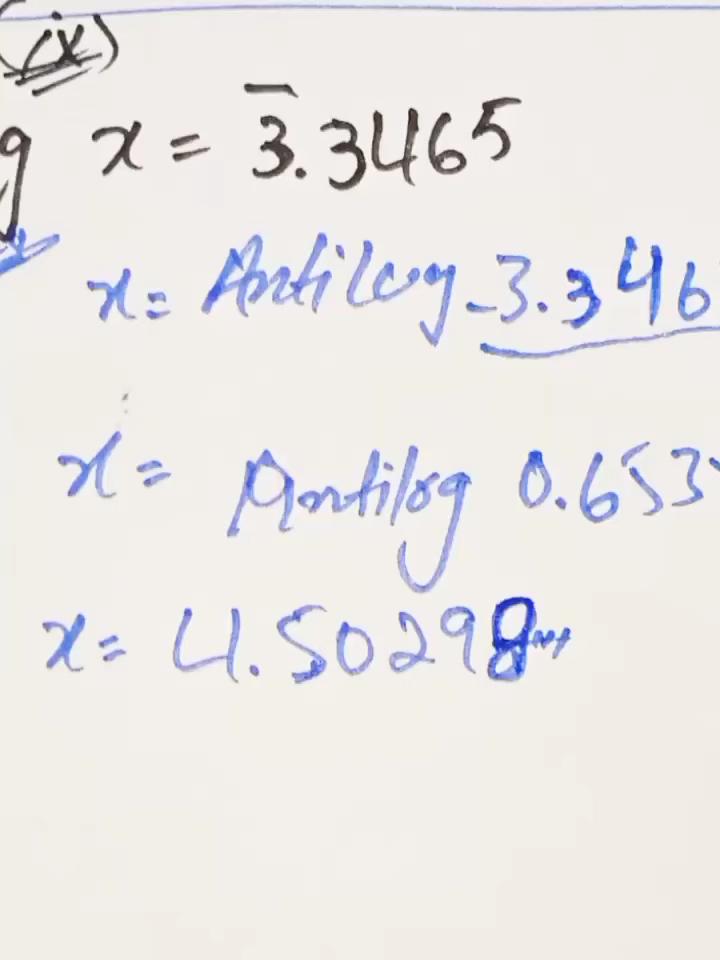 (ix)
g x = 3̅.3465
x = Antilog -3.346
x = Antilog 0.653
x = 4.50298